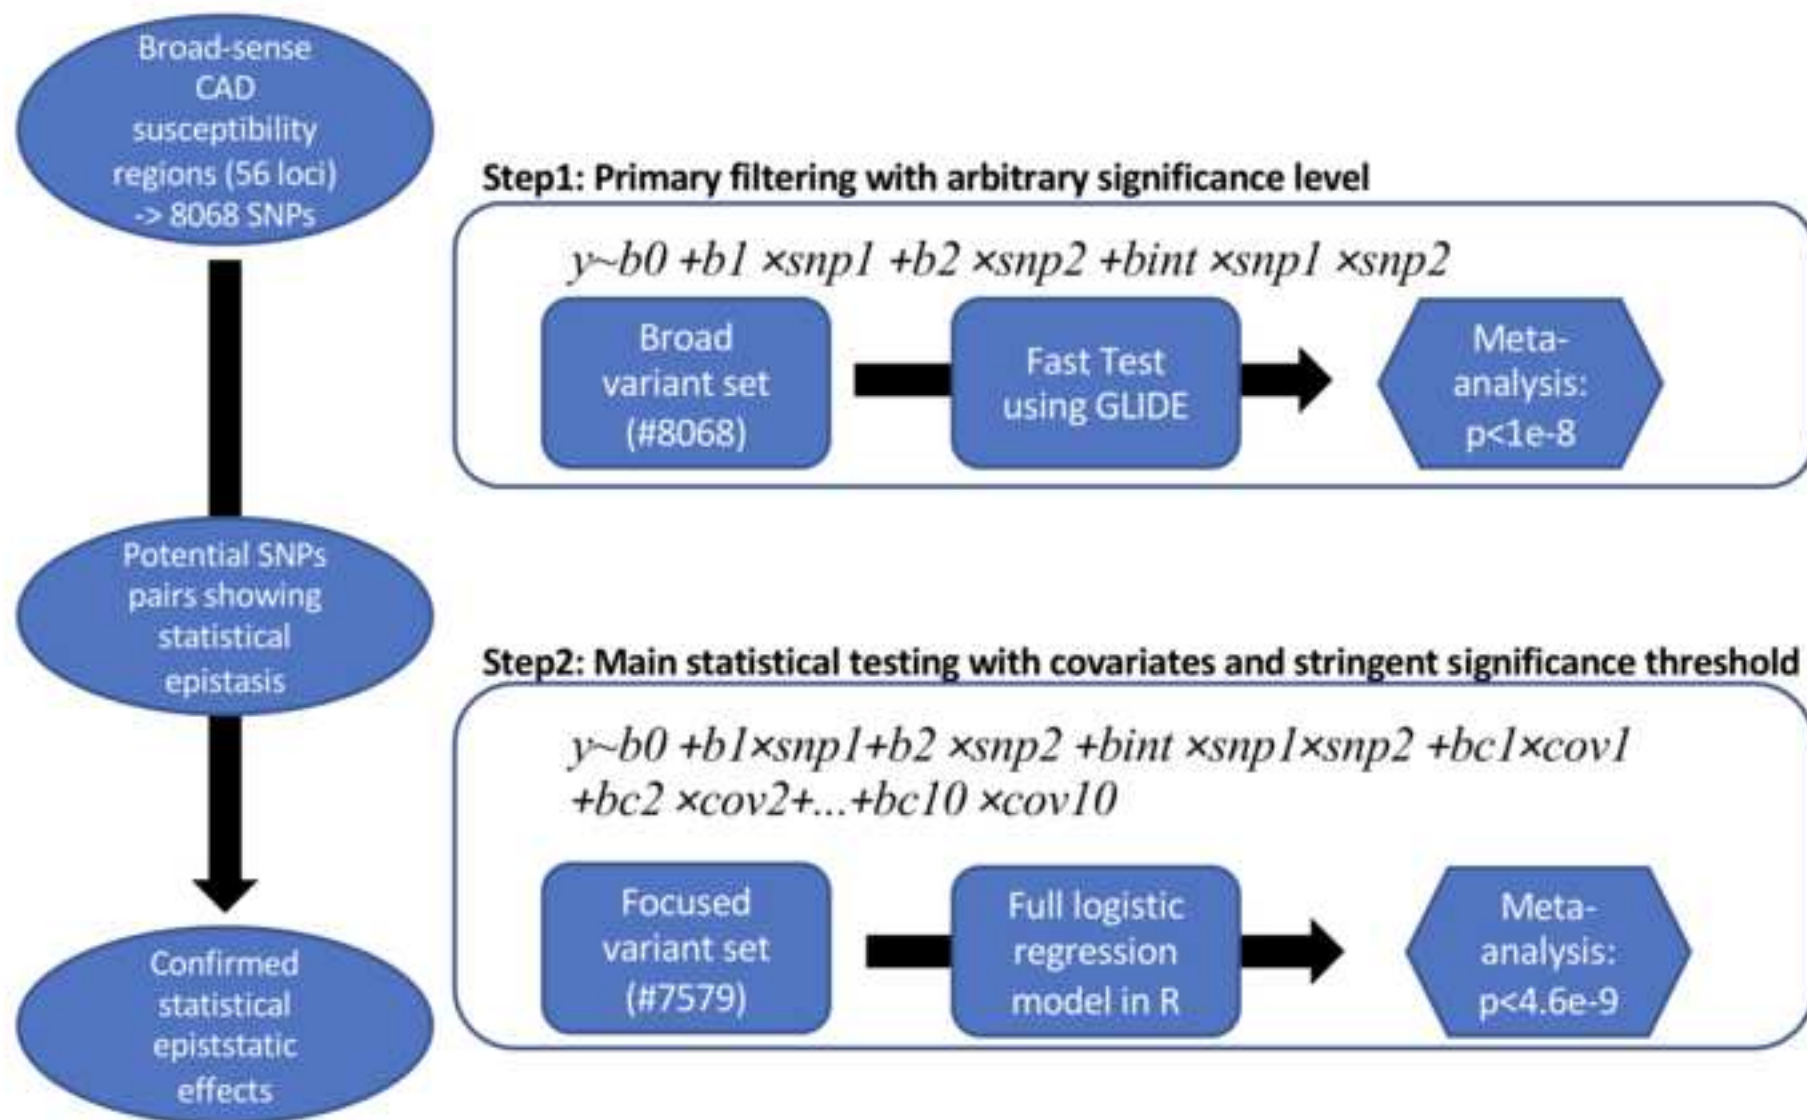 Broad-sense
CAD
susceptibility
regions (56 loci)
-> 8068 SNPs
Step1: Primary filtering with arbitrary significance level
y~b0 +b1 ×snp1 +b2 ×snp2 +bint ×snp1 ×snp2
Broad
variant set
(#8068)
Fast Test
using GLIDE
Meta-
analysis:
p<1e-8
Potential SNPs
pairs showing
statistical
epistasis
Step2: Main statistical testing with covariates and stringent significance threshold
y~b0 +b1×snp1+b2 ×snp2 +bint ×snp1×snp2 +bc1×cov1
+bc2 ×cov2+...+bc10 ×cov10
Focused
variant set
(#7579)
Full logistic
regression
model in R
Meta-
analysis:
p<4.6e-9
Confirmed
statistical
epiststatic
effects